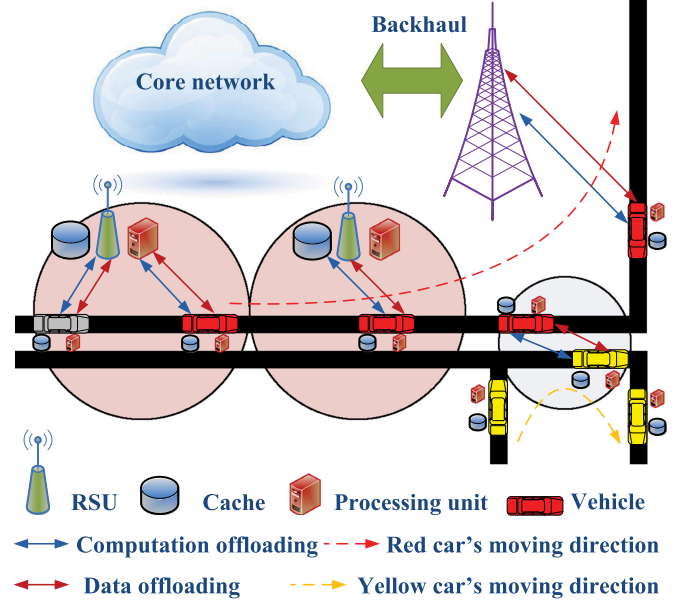 Backhaul
Core network
RSU
Cache
Processing unit
Vehicle
Computation offloading
Red car's moving direction
Data offloading
Yellow car's moving direction